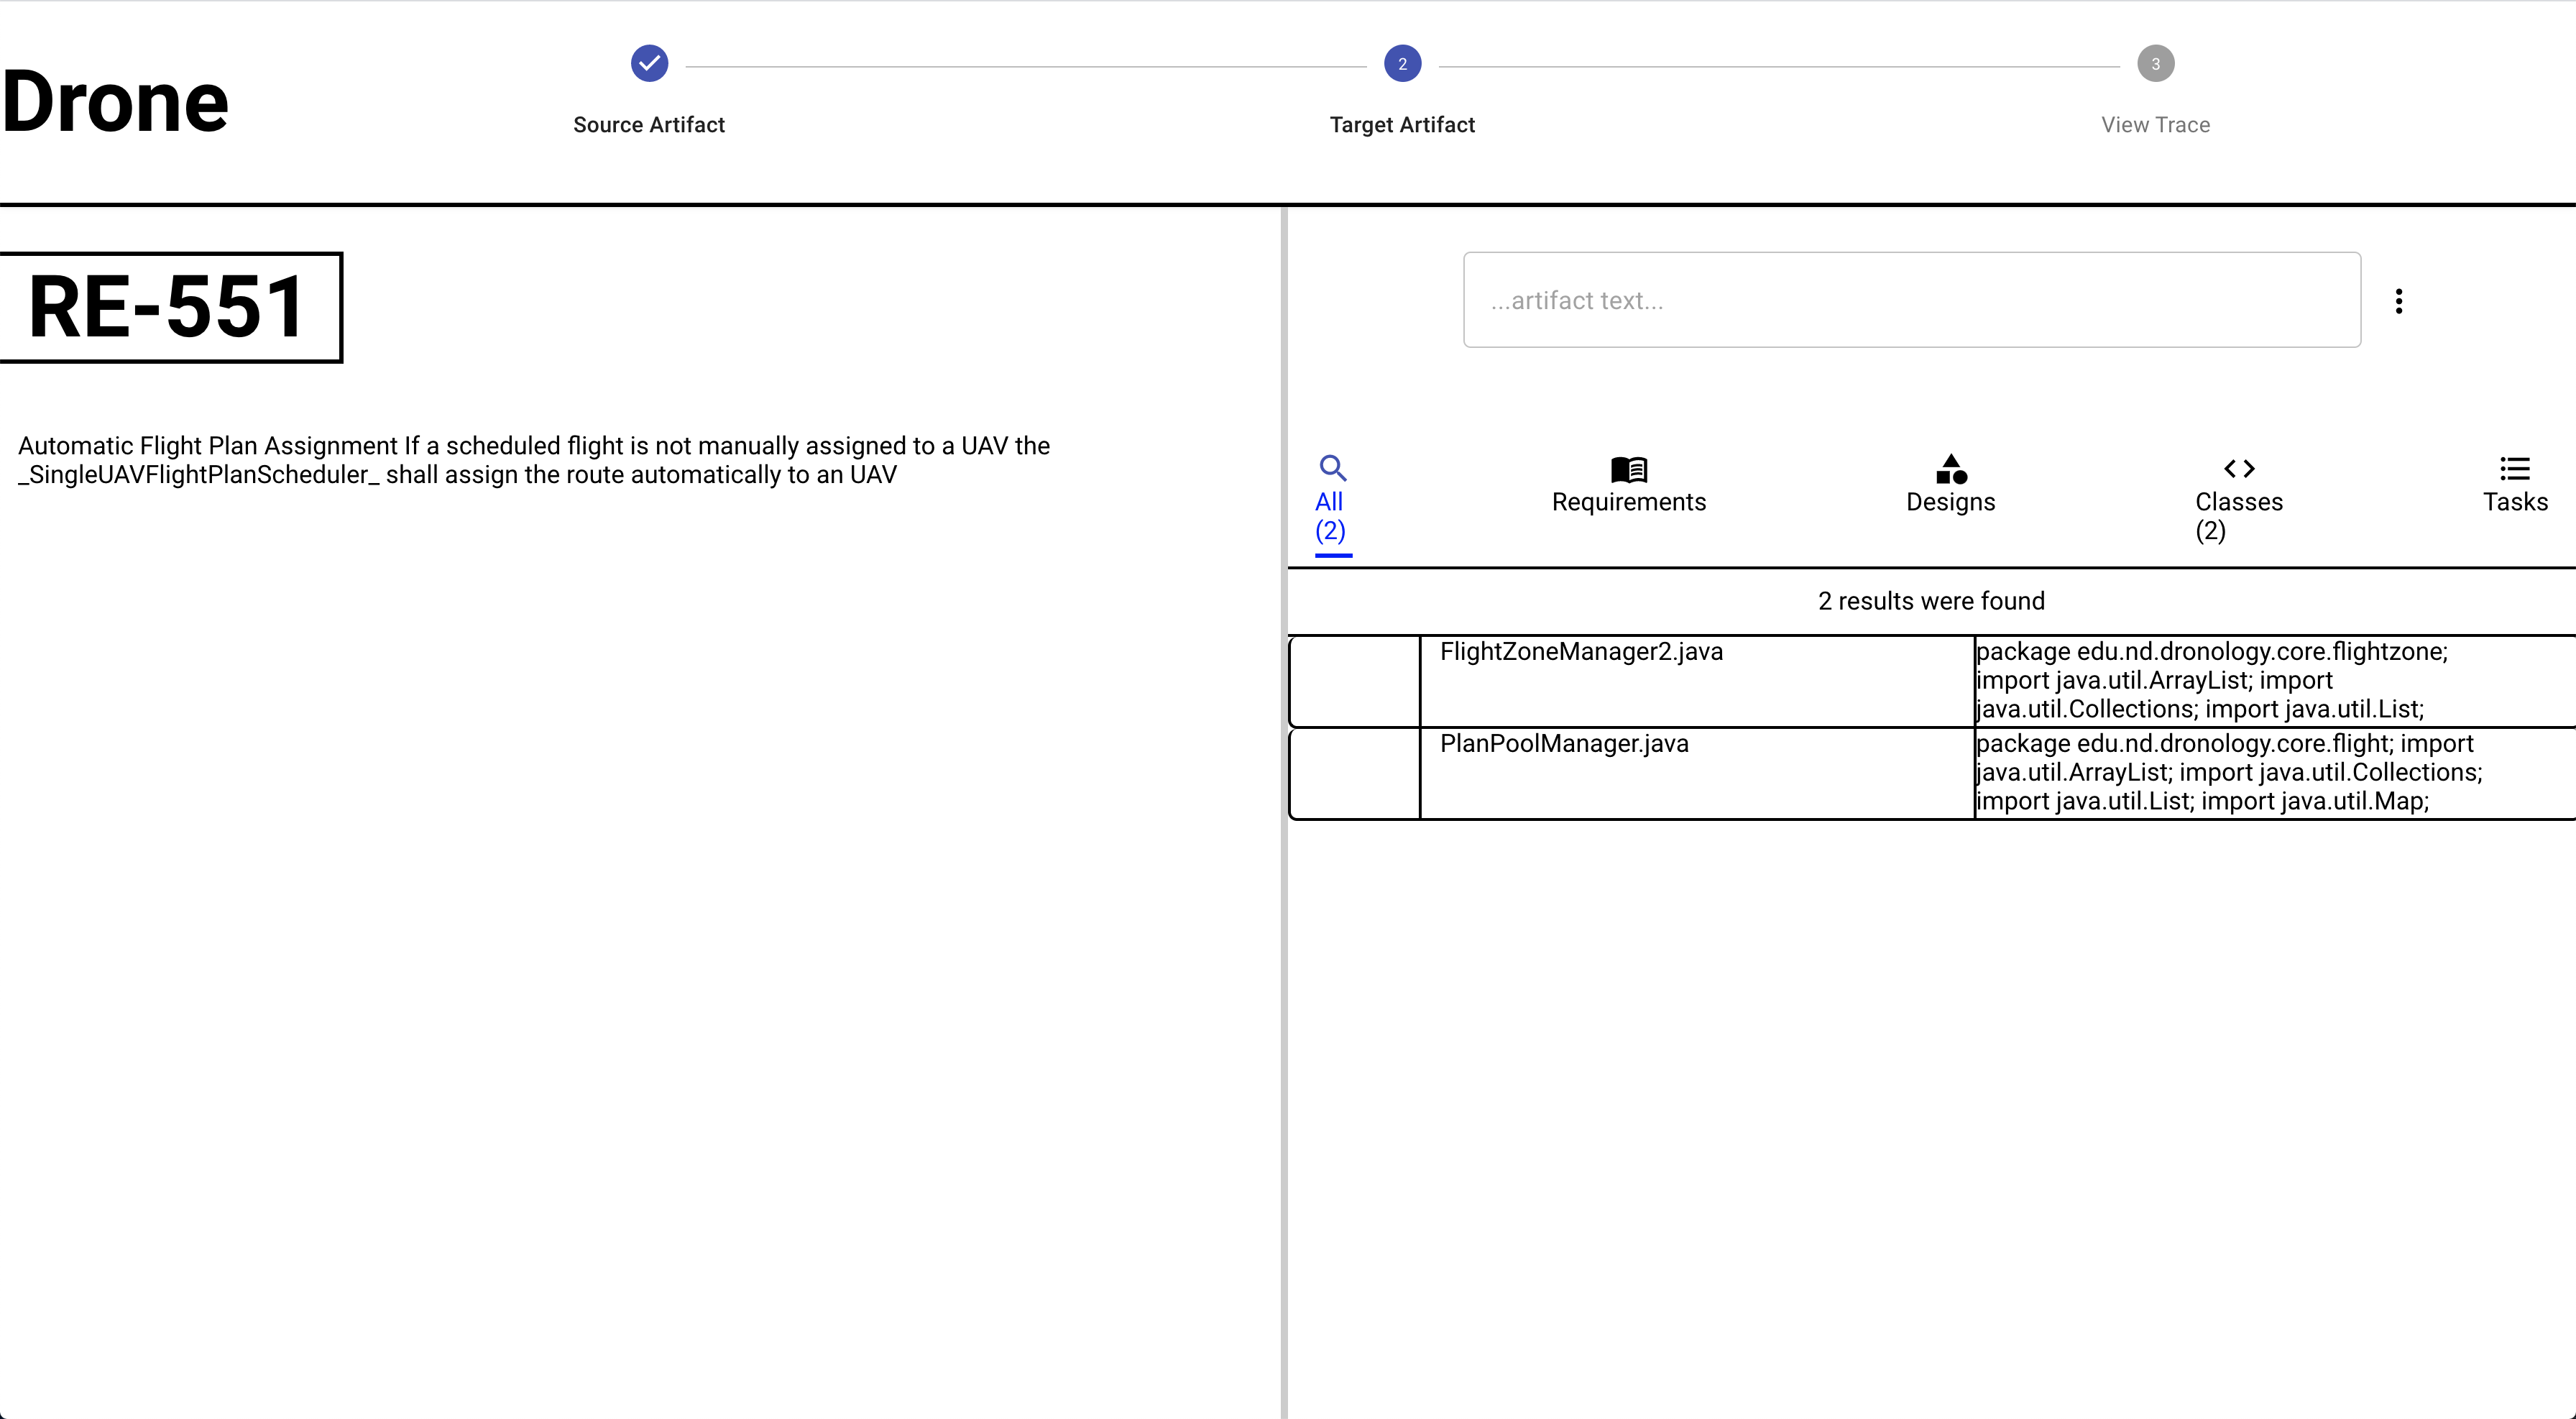 Drone
Source Artifact
2
Target Artifact
3
View Trace
RE-551
Automatic Flight Plan Assignment If a scheduled flight is not manually assigned to a UAV the
_SingleUAVFlightPlanScheduler_ shall assign the route automatically to an UAV
...artifact text...
All
(2)
Requirements
Designs
Classes
(2)
Tasks
2 results were found
FlightZoneManager2.java
package edu.nd.dronology.core.flightzone;
import java.util.ArrayList; import
java.util.Collections; import java.util.List;
PlanPoolManager.java
package edu.nd.dronology.core.flight; import
java.util.ArrayList; import java.util.Collections;
import java.util.List; import java.util.Map;